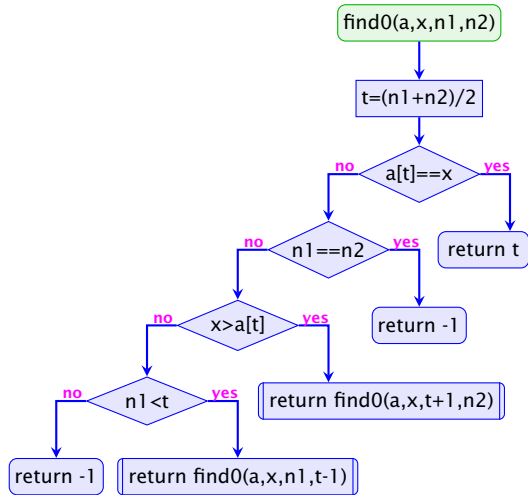 find0(a,x,n1,n2)
t=(n1+n2)/2
a[t]==x
no
yes
return t
n1==n2
no
yes
return -1
x>a[t]
no
yes
return find0(a,x,t+1,n2)
n1<t
no
yes
return -1
return find0(a,x,n1,t-1)